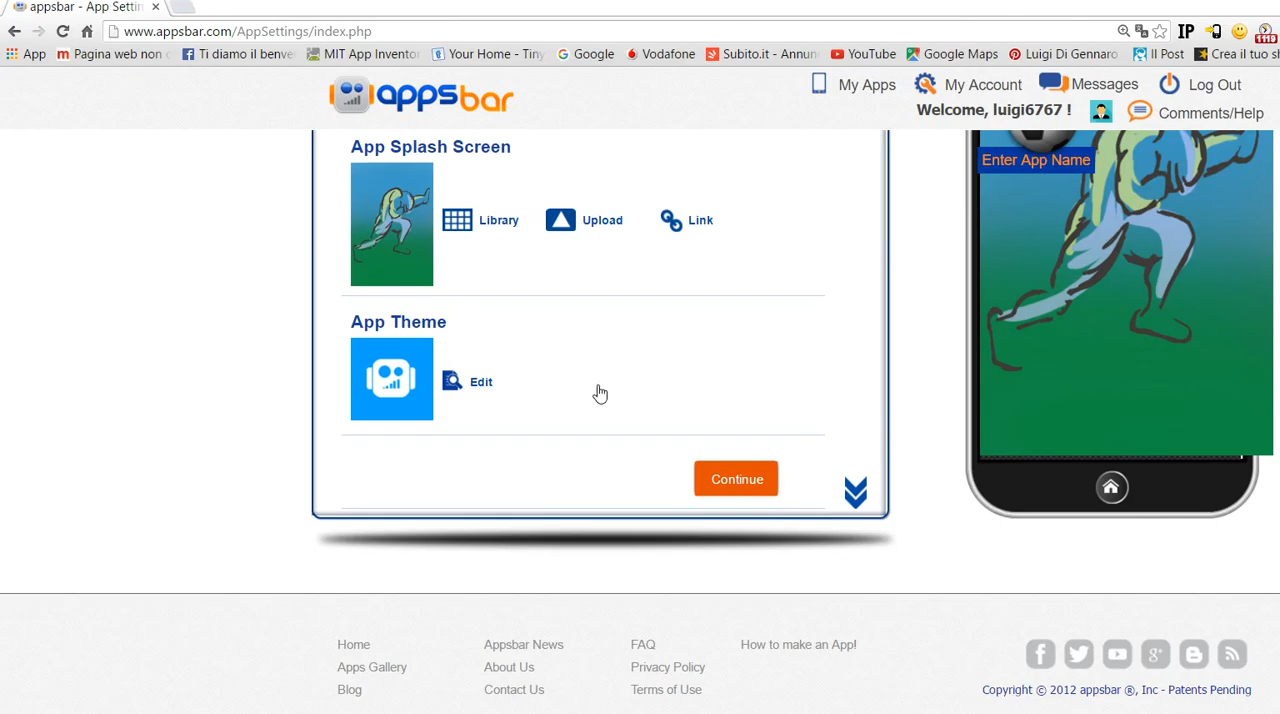 appsbar - App Settin
www.appsbar.com/AppSettings/index.php
IP
1118
App
Pagina web non d
Ti diamo il benve
MIT App Inventor
Your Home - Tiny
Google
Vodafone
Subito.it - Annun
YouTube
Google Maps
Luigi Di Gennaro
Il Post
Crea il tuo s
appsbar
My Apps
My Account
Messages
Log Out
Welcome, luigi6767 !
Comments/Help
App Splash Screen
Library
Upload
Link
Enter App Name
App Theme
Edit
Continue
Home
Appsbar News
FAQ
How to make an App!
Apps Gallery
About Us
Privacy Policy
Blog
Contact Us
Terms of Use
Copyright © 2012 appsbar ®, Inc - Patents Pending